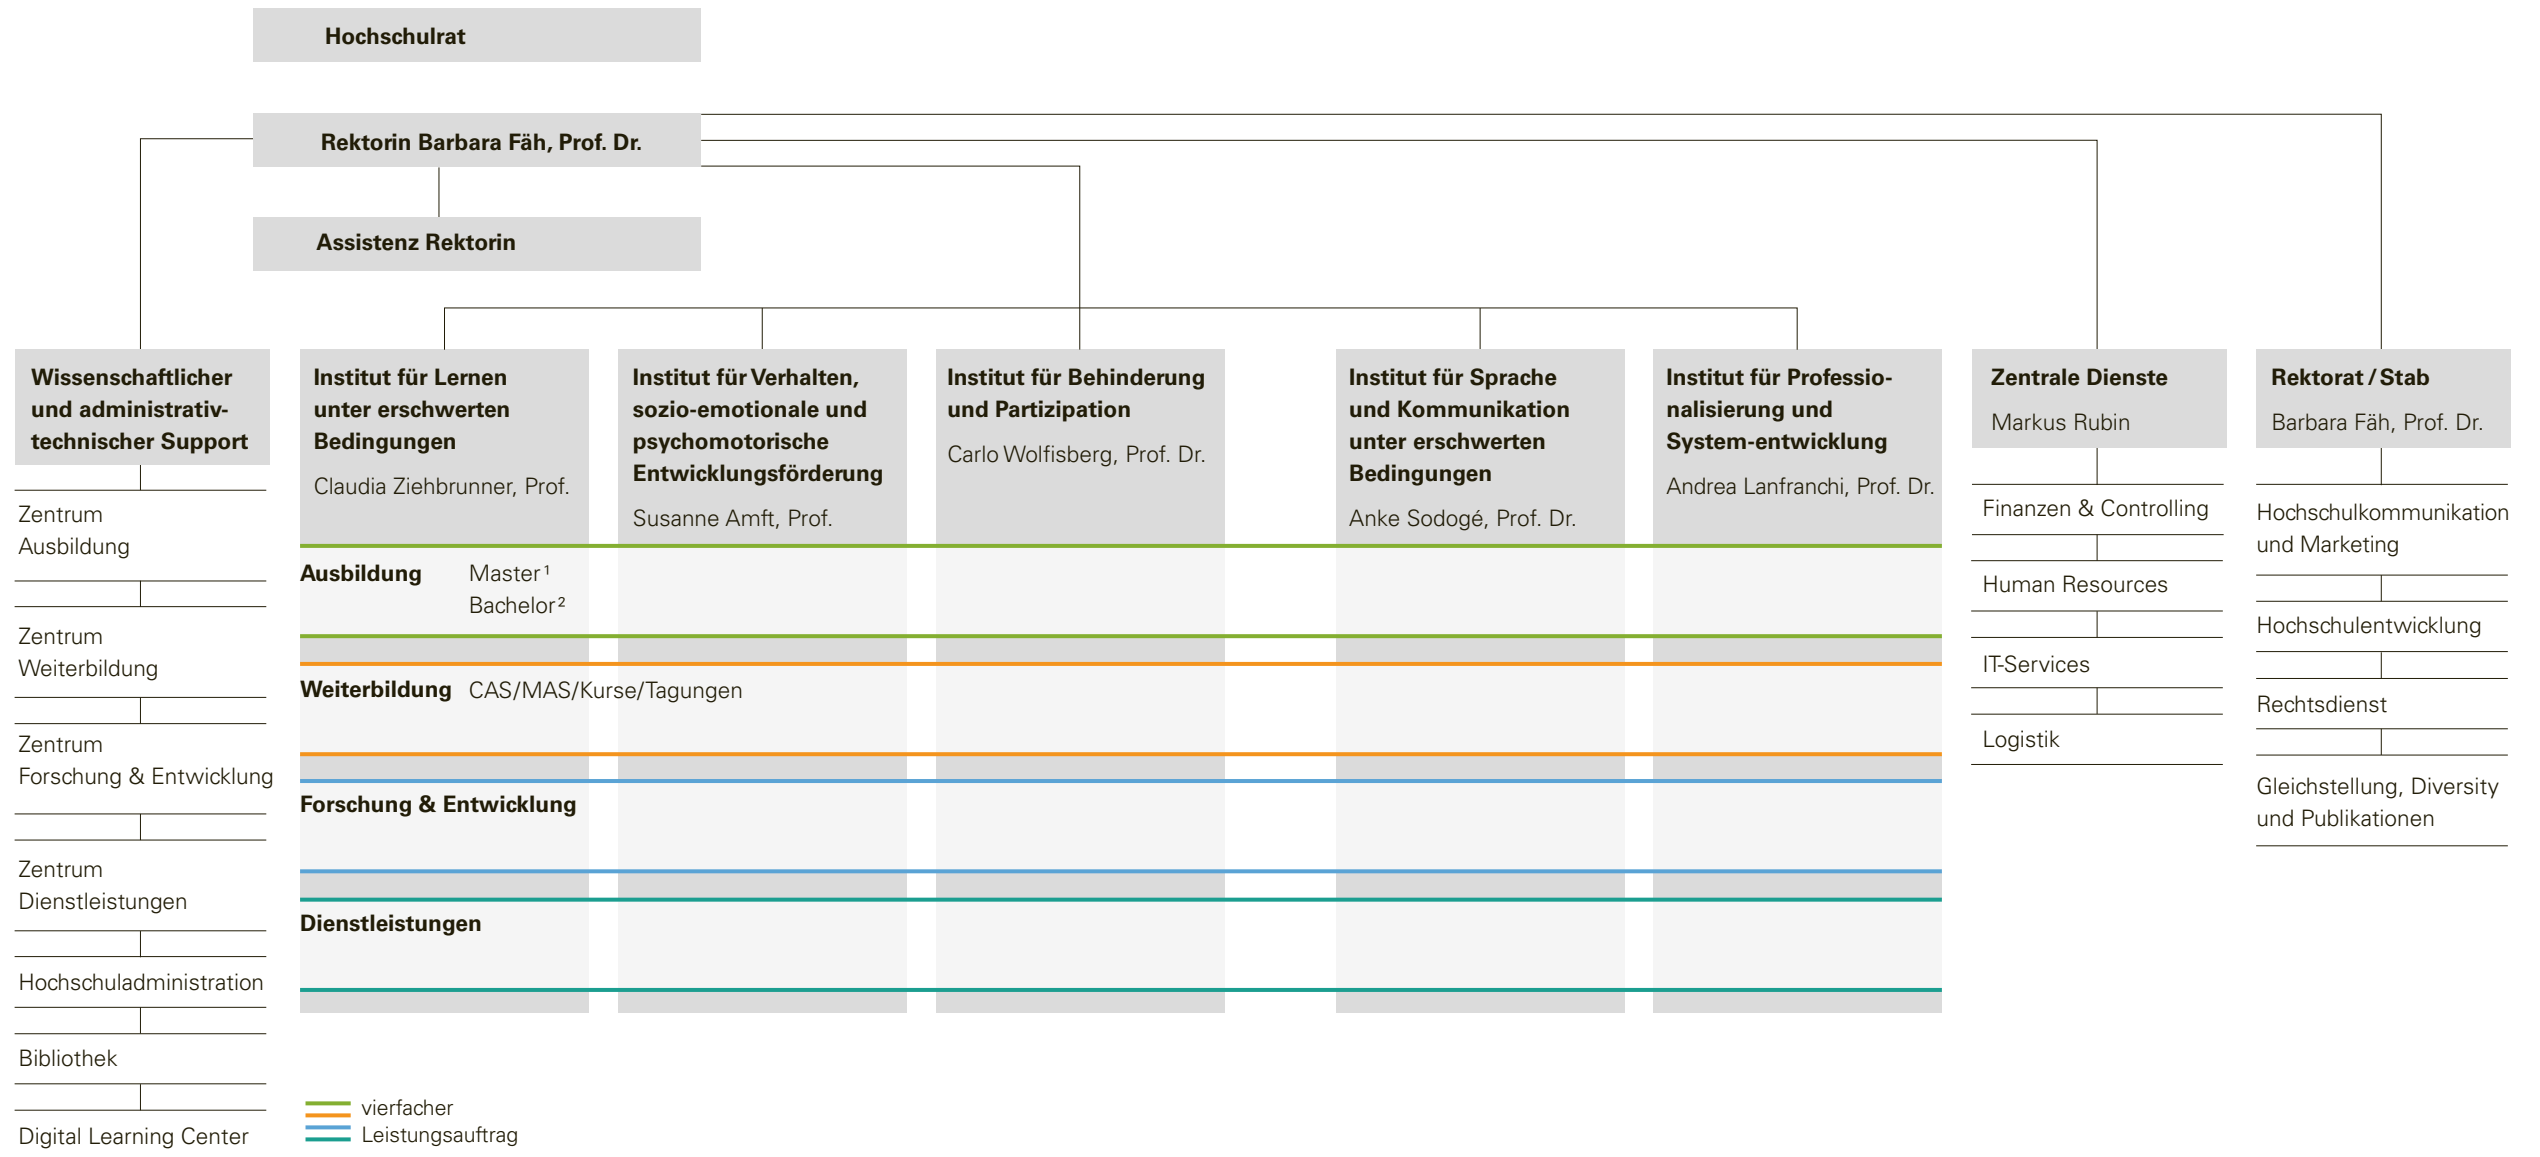 Hochschulrat
Rektorin Barbara Fäh, Prof. Dr.
Assistenz Rektorin
Wissenschaftlicher
und administrativ-
technischer Support
Zentrum
Ausbildung
Zentrum
Weiterbildung
Zentrum
Forschung & Entwicklung
Zentrum
Dienstleistungen
Hochschuladministration
Bibliothek
Digital Learning Center
Institut für Lernen
unter erschwerten
Bedingungen
Claudia Ziehbrunner, Prof.
Institut für Verhalten,
sozio-emotionale und
psychomotorische
Entwicklungsförderung
Susanne Amft, Prof.
Institut für Behinderung
und Partizipation
Carlo Wolfisberg, Prof. Dr.
Institut für Sprache
und Kommunikation
unter erschwerten
Bedingungen
Anke Sodogé, Prof. Dr.
Institut für Professio-
nalisierung und
System-entwicklung
Andrea Lanfranchi, Prof. Dr.
Ausbildung Master¹
Bachelor²
Weiterbildung CAS/MAS/Kurse/Tagungen
Forschung & Entwicklung
Dienstleistungen
Zentrale Dienste
Markus Rubin
Finanzen & Controlling
Human Resources
IT-Services
Logistik
Rektorat / Stab
Barbara Fäh, Prof. Dr.
Hochschulkommunikation
und Marketing
Hochschulentwicklung
Rechtsdienst
Gleichstellung, Diversity
und Publikationen
vierfacher
Leistungsauftrag